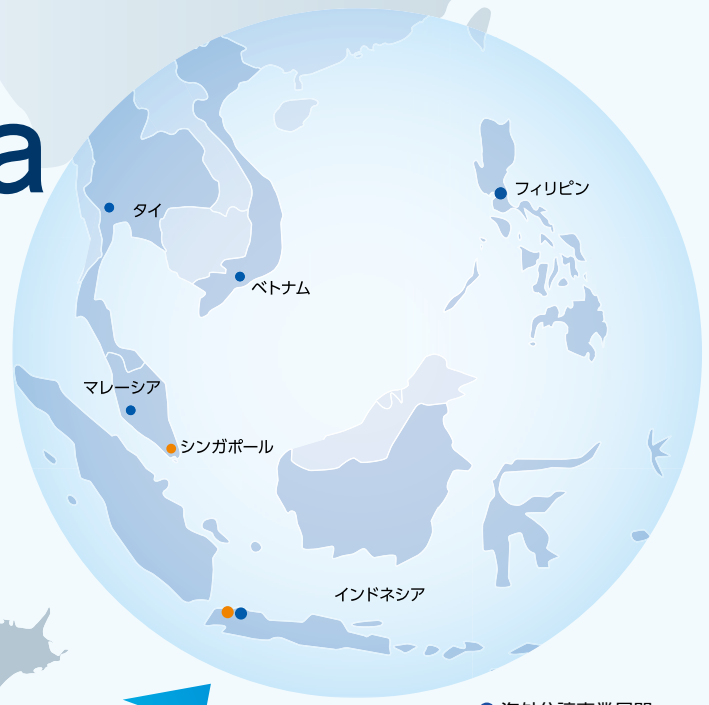 a
フィリピン
タイ
ベトナム
マレーシア
シンガポール
インドネシア